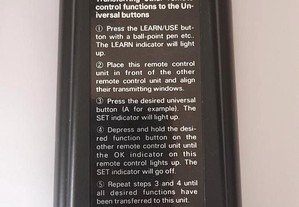 control functions to the Un-
iversal buttons
① Press the LEARN/USE but-
ton with a ball-point pen etc..
The LEARN indicator will light
up.
② Place this remote control
unit in front of the other
remote control unit and align
their transmitting windows.
③ Press the desired universal
button (A for example). The
SET indicator will light up.
④ Depress and hold the desi-
red function button on the
other remote control unit until
the OK indicator on this
remote control lights up. The
SET indicator will go off.
⑤ Repeat steps 3 and 4 until
all desired functions have
been transferred to this unit.